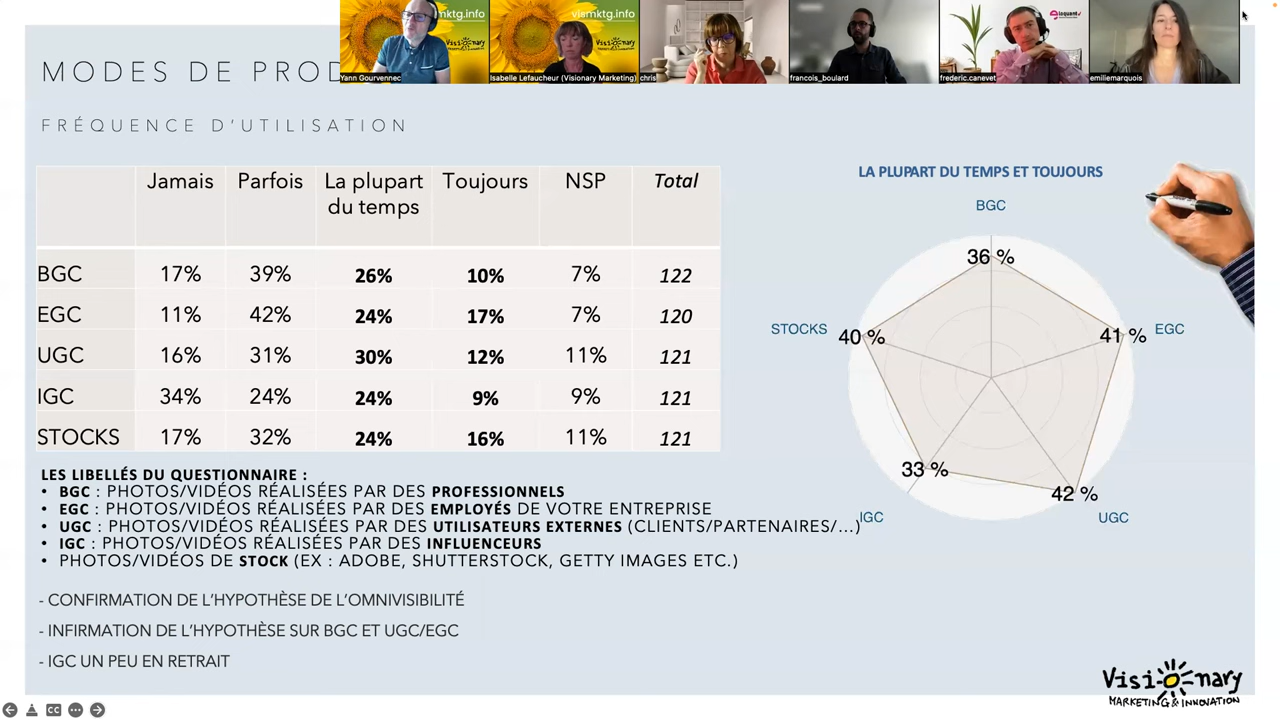 smktg.info
vismktg.info
Visionary
eloquant
Yann Gourvennec
Isabelle Lefaucheur (Visionary Marketing)
chris
francois_boulard
frederic.canevet
emiliemarquois
MODES DE PROD
FRÉQUENCE D'UTILISATION
Jamais Parfois La plupart du temps Toujours NSP Total
BGC 17% 39% 26% 10% 7% 122
EGC 11% 42% 24% 17% 7% 120
UGC 16% 31% 30% 12% 11% 121
IGC 34% 24% 24% 9% 9% 121
STOCKS 17% 32% 24% 16% 11% 121
LES LIBELLÉS DU QUESTIONNAIRE :
• BGC : PHOTOS/VIDÉOS RÉALISÉES PAR DES PROFESSIONNELS
• EGC : PHOTOS/VIDÉOS RÉALISÉES PAR DES EMPLOYÉS DE VOTRE ENTREPRISE
• UGC : PHOTOS/VIDÉOS RÉALISÉES PAR DES UTILISATEURS EXTERNES (CLIENTS/PARTENAIRES/...)
• IGC : PHOTOS/VIDÉOS RÉALISÉES PAR DES INFLUENCEURS
• PHOTOS/VIDÉOS DE STOCK (EX : ADOBE, SHUTTERSTOCK, GETTY IMAGES ETC.)
- CONFIRMATION DE L'HYPOTHÈSE DE L'OMNIVISIBILITÉ
- INFIRMATION DE L'HYPOTHÈSE SUR BGC ET UGC/EGC
- IGC UN PEU EN RETRAIT
LA PLUPART DU TEMPS ET TOUJOURS
BGC
36 %
STOCKS
40 %
41 %
EGC
33 %
IGC
42 %
UGC
Visionary
MARKETING & INNOVATION
CC